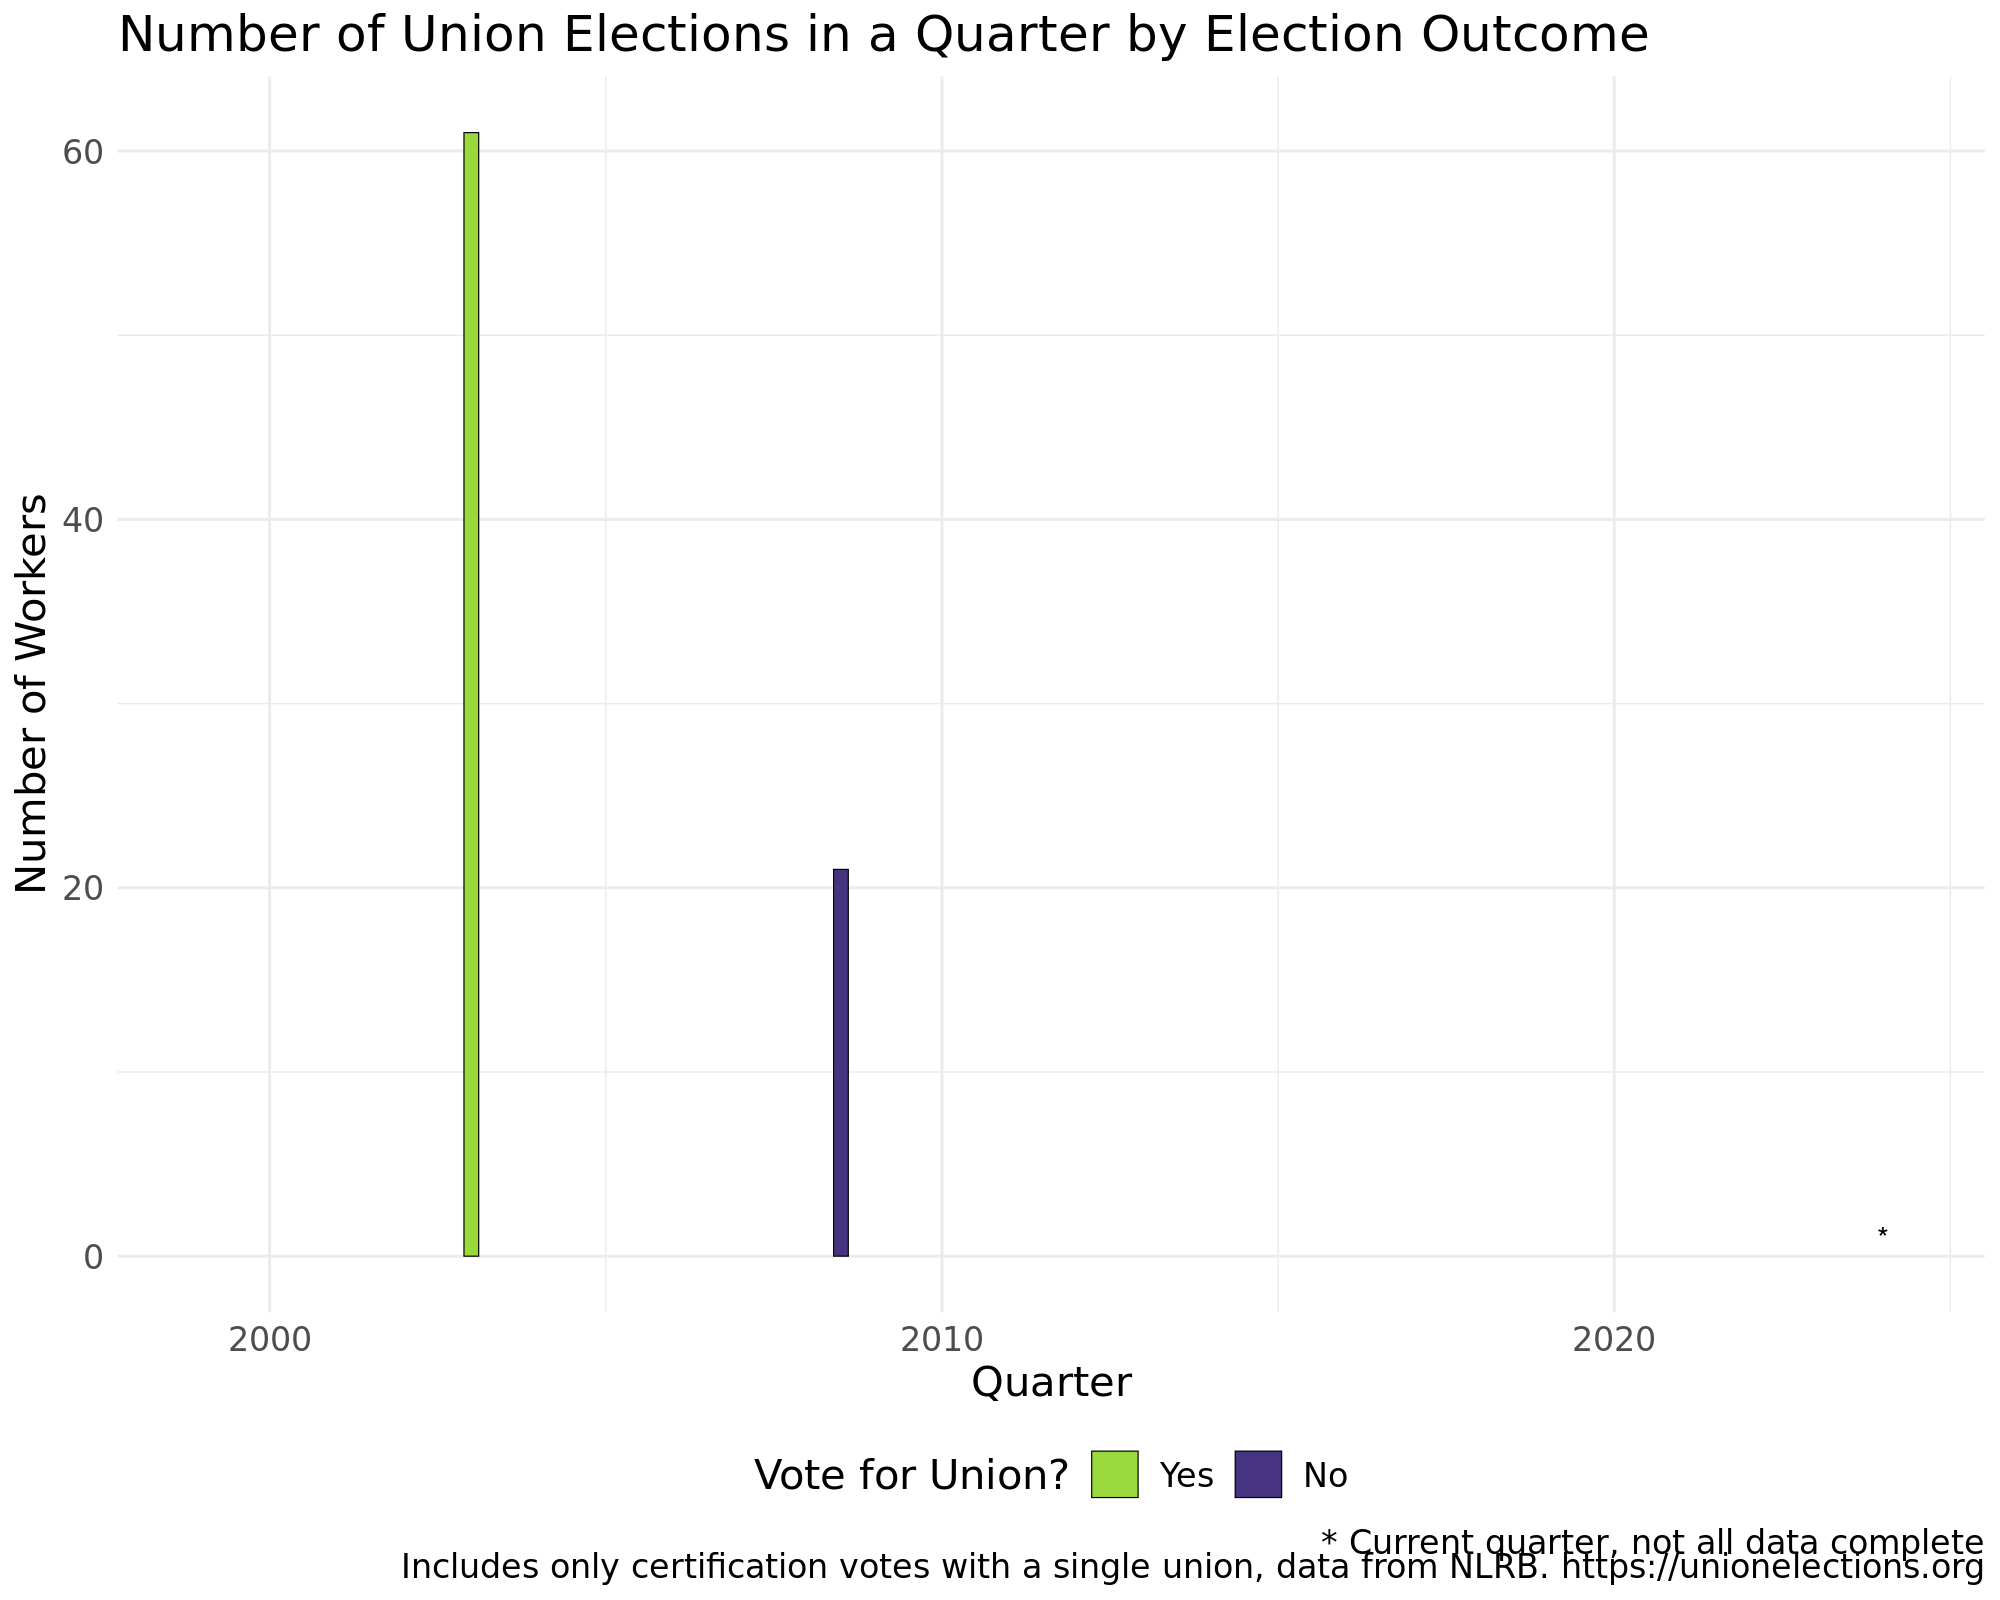 Number of Union Elections in a Quarter by Election Outcome
Number of Workers
60
40
20
0
*
2000
2010
2020
Quarter
Vote for Union?
Yes
No
* Current quarter, not all data complete
Includes only certification votes with a single union, data from NLRB. https://unionelections.org